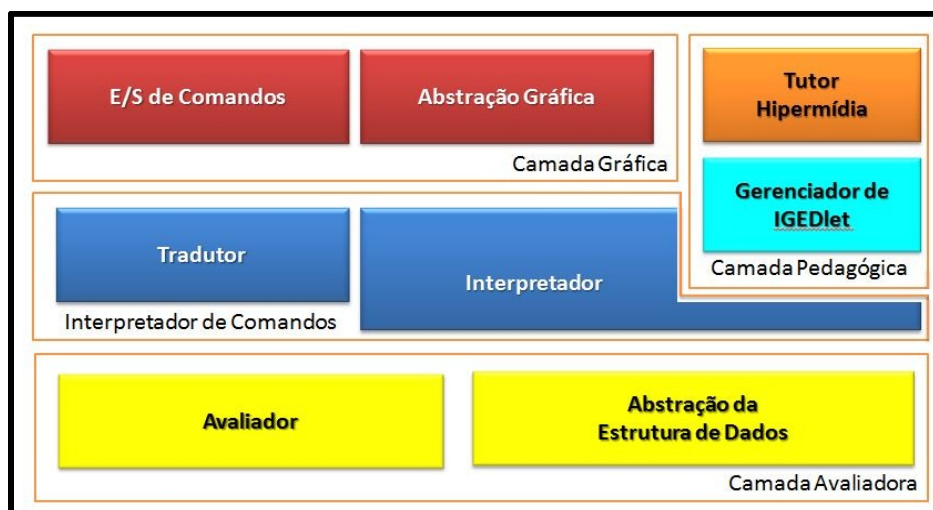 E/S de Comandos
Abstração Gráfica
Camada Gráfica
Tutor
Hipermídia
Gerenciador de
IGEDlet
Camada Pedagógica
Tradutor
Interpretador
Interpretador de Comandos
Avaliador
Abstração da
Estrutura de Dados
Camada Avaliadora